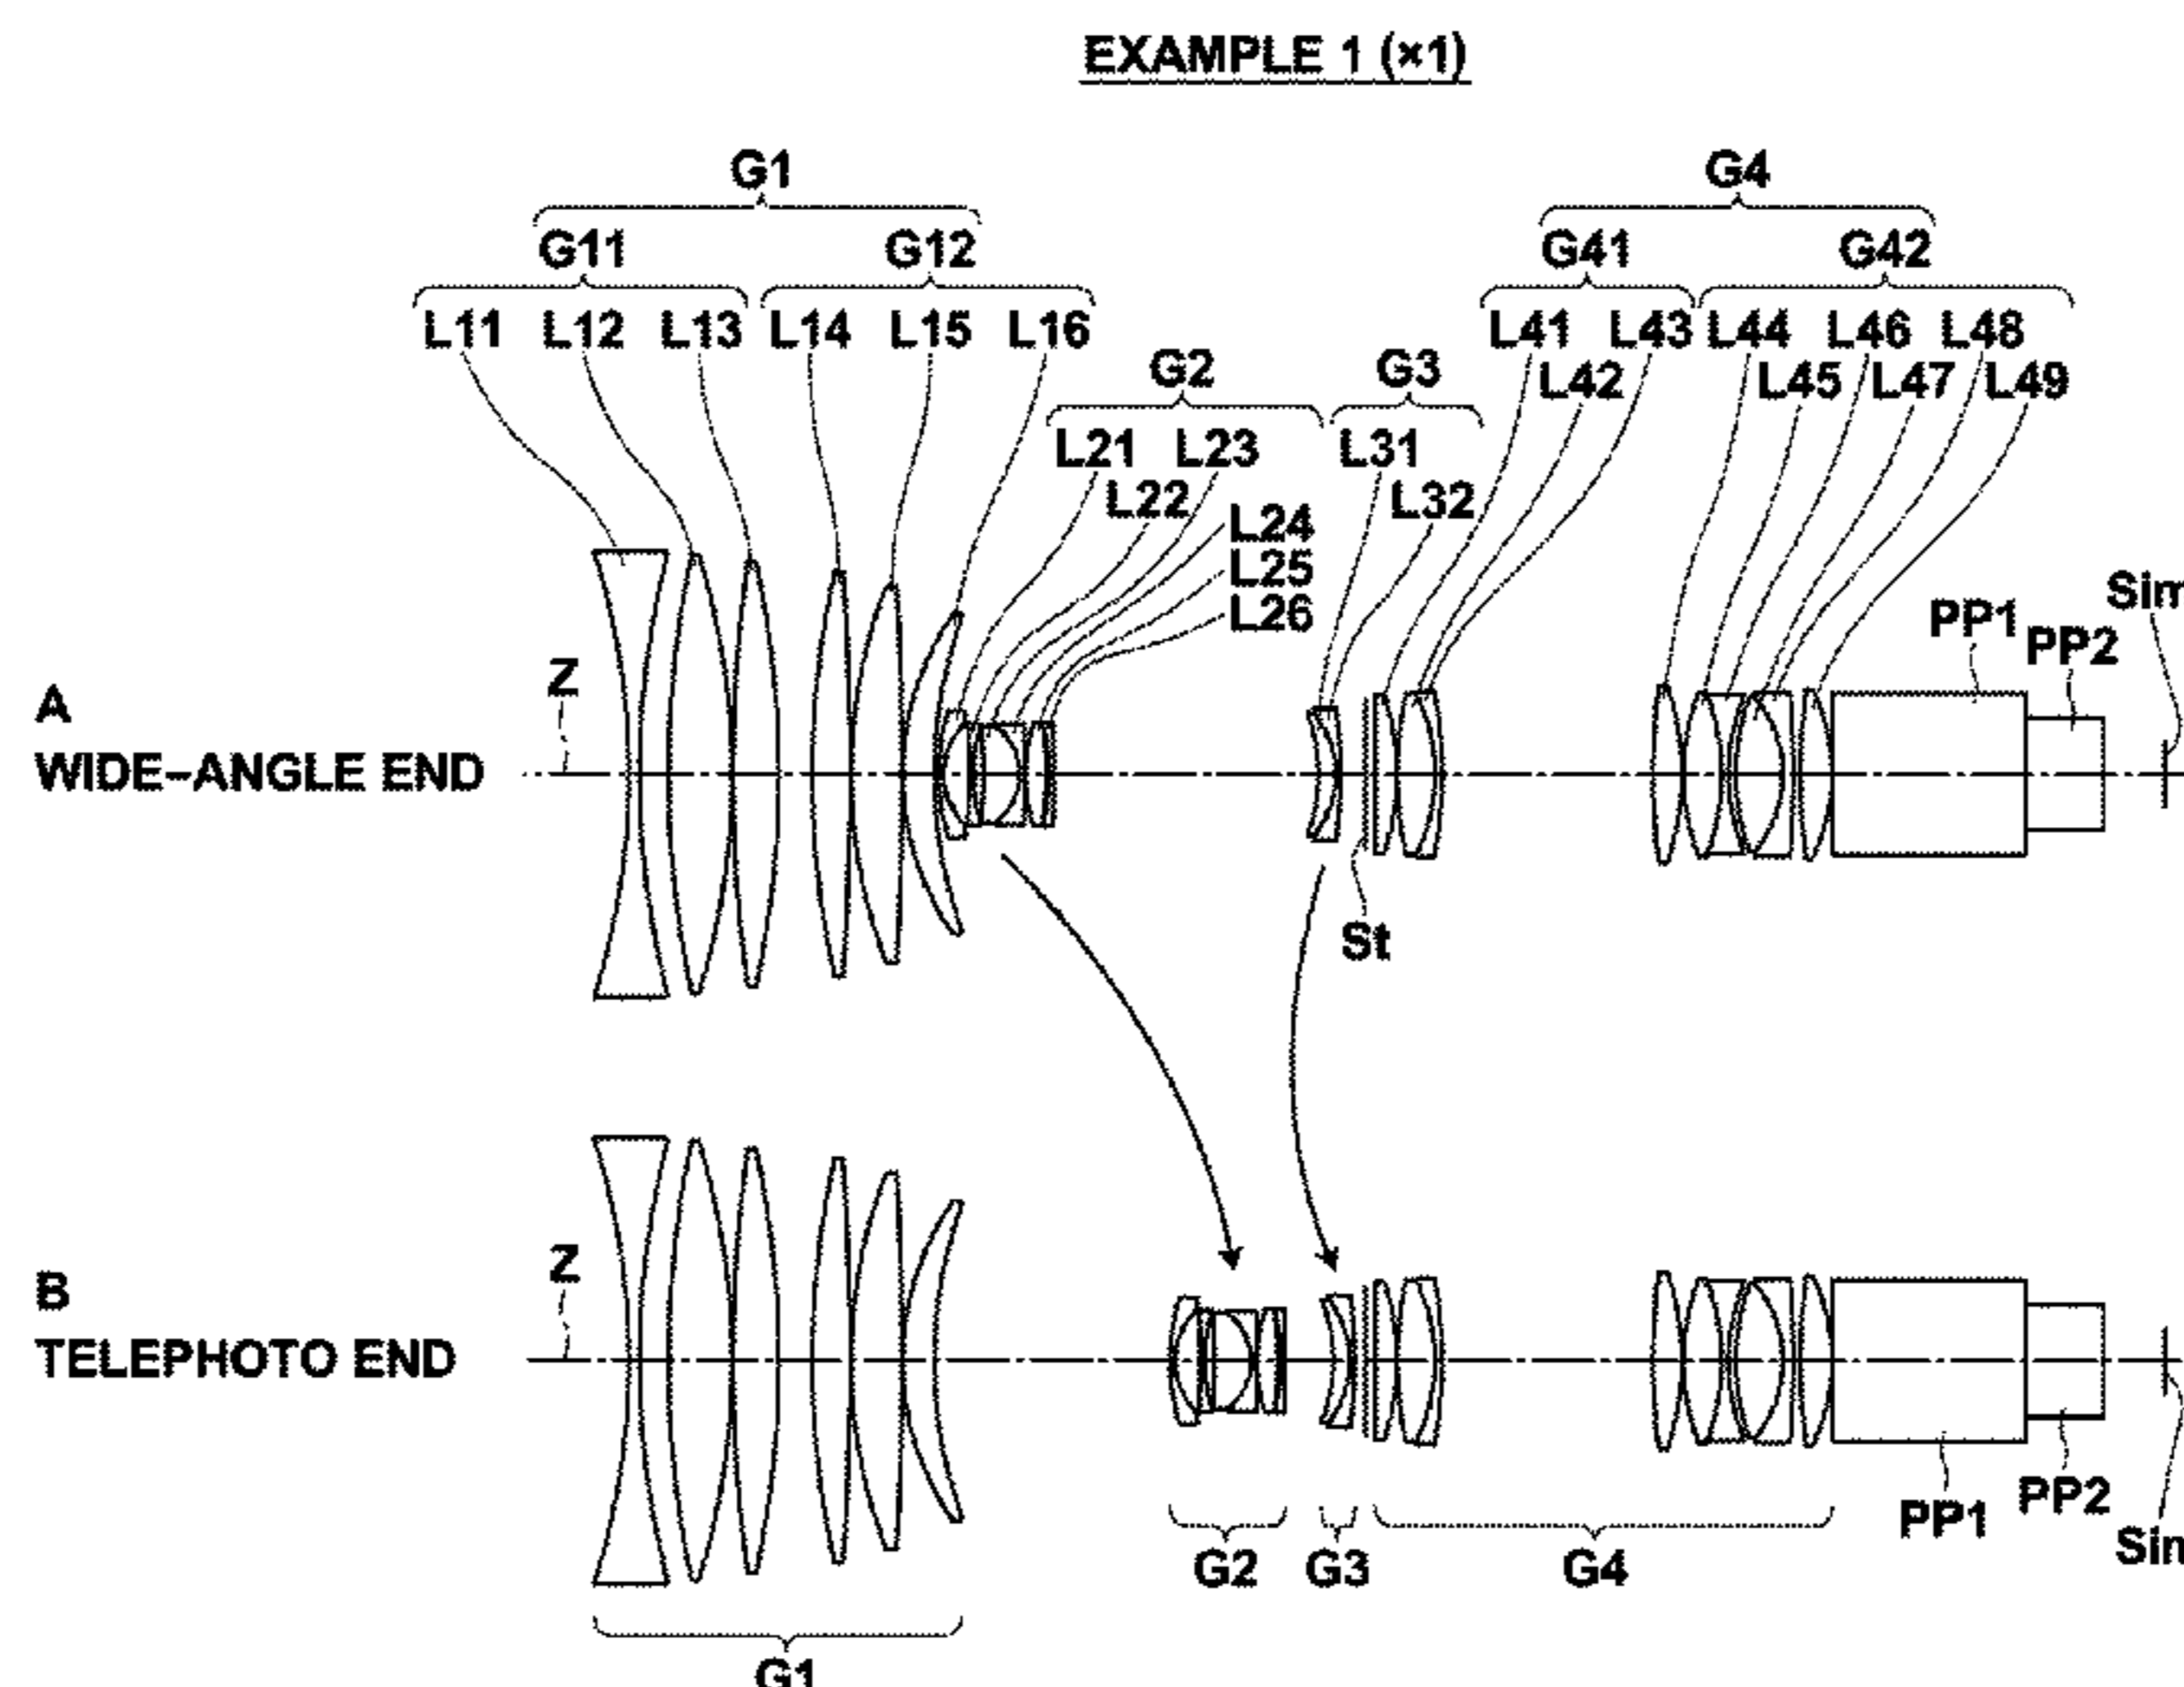 EXAMPLE 1 (×1)
G1 G4
G11 G12 G41 G42
L11 L12 L13 L14 L15 L16 L41 L43 L44 L46 L48
G2 G3 L42 L45 L47 L49
L21 L23 L31
L22 L32
L24
L25
L26
Sim
PP1
PP2
Z
A
WIDE-ANGLE END
St
Z
B
TELEPHOTO END
PP2
PP1
Sim
G2 G3 G4
G1